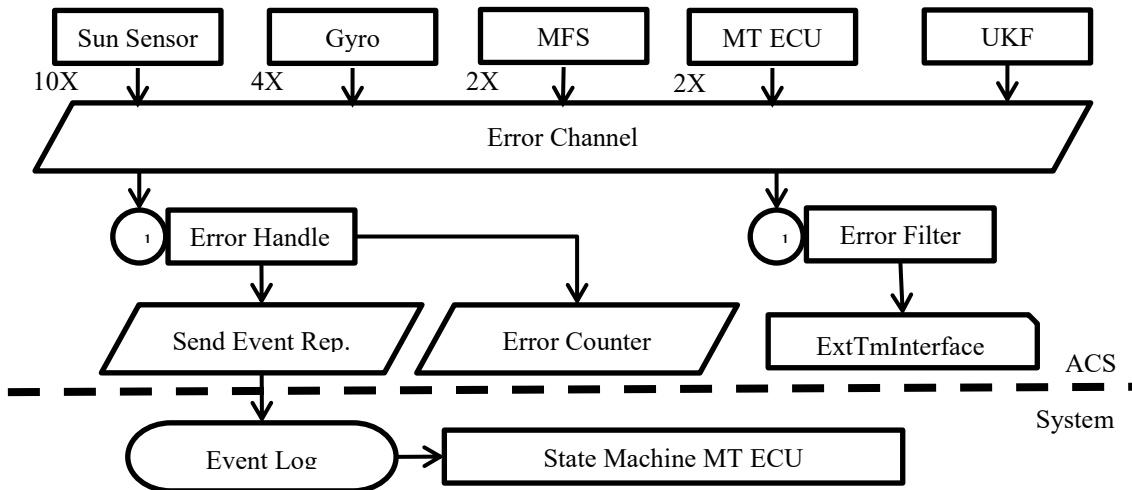 Sun Sensor Gyro MFS MT ECU UKF
10X 4X 2X 2X
Error Channel
1 Error Handle 1 Error Filter
Send Event Rep. Error Counter ExtTmInterface
ACS
System
Event Log State Machine MT ECU